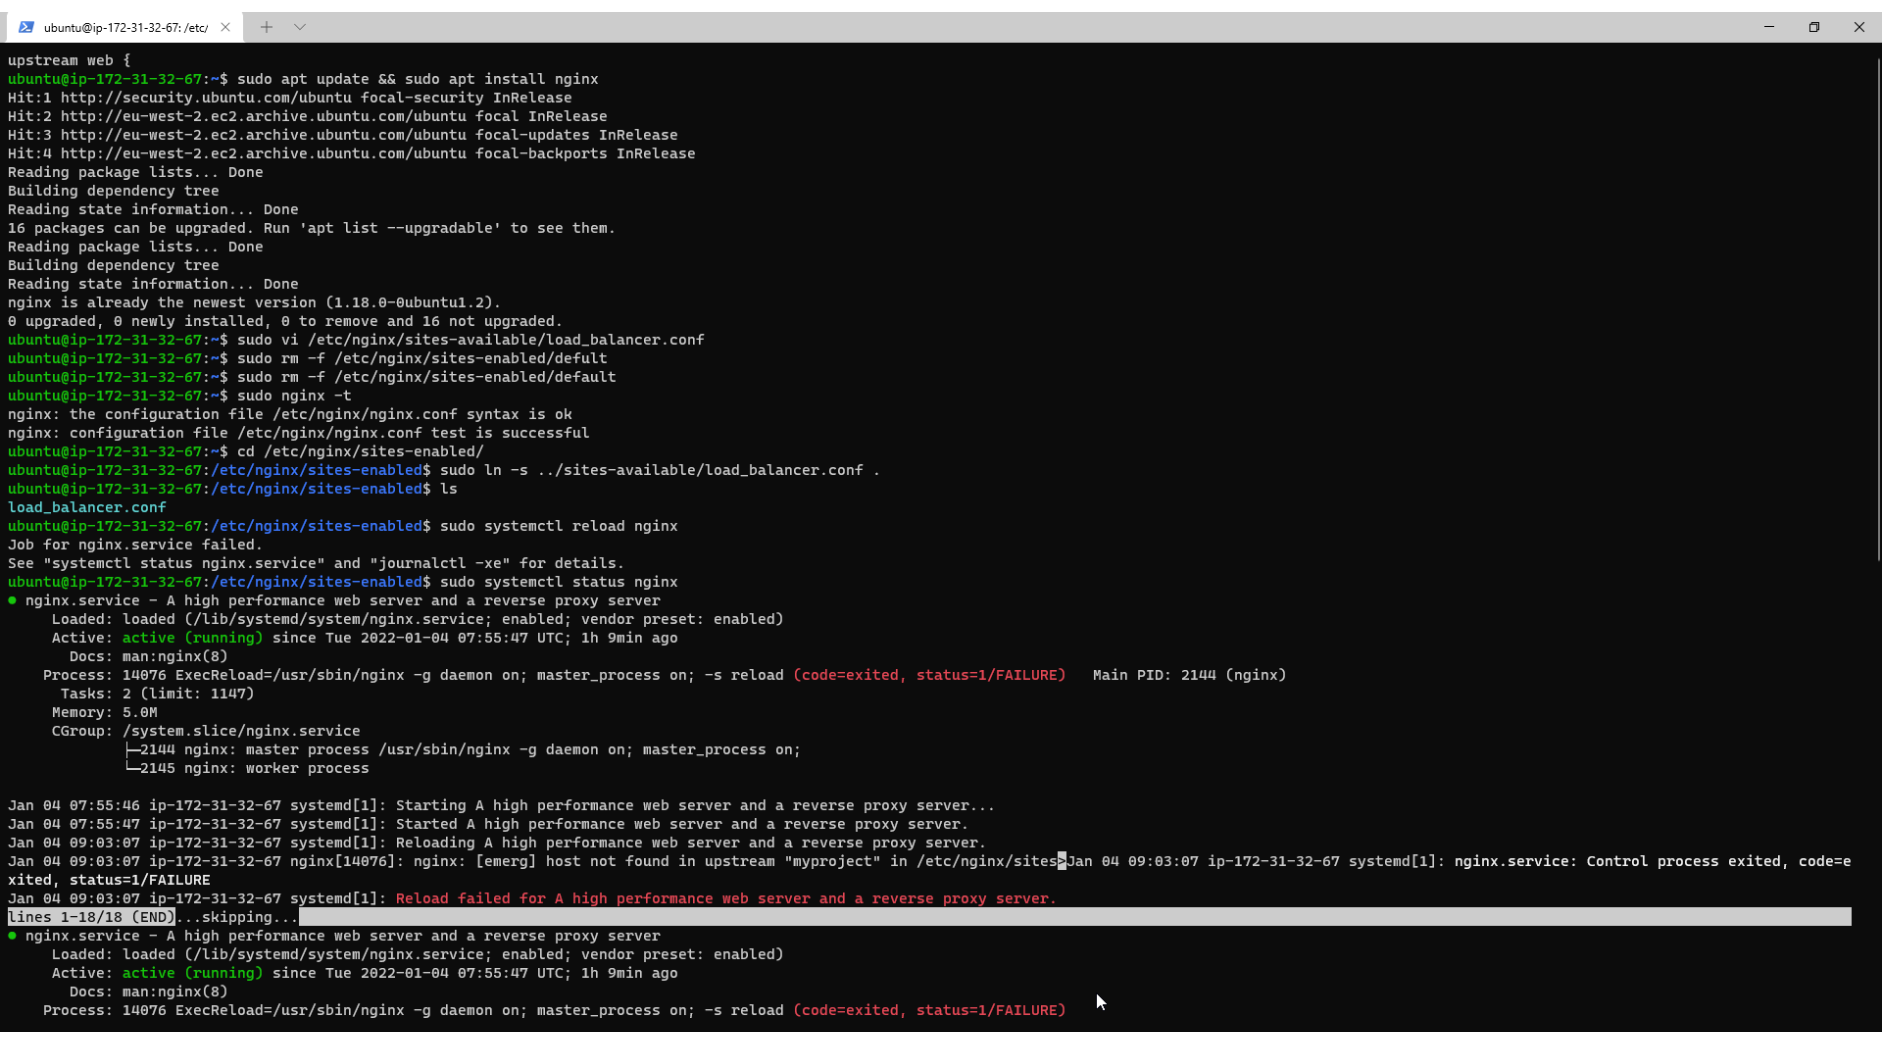 ubuntu@ip-172-31-32-67: /etc/
upstream web {
ubuntu@ip-172-31-32-67:~$ sudo apt update && sudo apt install nginx
Hit:1 http://security.ubuntu.com/ubuntu focal-security InRelease
Hit:2 http://eu-west-2.ec2.archive.ubuntu.com/ubuntu focal InRelease
Hit:3 http://eu-west-2.ec2.archive.ubuntu.com/ubuntu focal-updates InRelease
Hit:4 http://eu-west-2.ec2.archive.ubuntu.com/ubuntu focal-backports InRelease
Reading package lists... Done
Building dependency tree
Reading state information... Done
16 packages can be upgraded. Run 'apt list --upgradable' to see them.
Reading package lists... Done
Building dependency tree
Reading state information... Done
nginx is already the newest version (1.18.0-0ubuntu1.2).
0 upgraded, 0 newly installed, 0 to remove and 16 not upgraded.
ubuntu@ip-172-31-32-67:~$ sudo vi /etc/nginx/sites-available/load_balancer.conf
ubuntu@ip-172-31-32-67:~$ sudo rm -f /etc/nginx/sites-enabled/defult
ubuntu@ip-172-31-32-67:~$ sudo rm -f /etc/nginx/sites-enabled/default
ubuntu@ip-172-31-32-67:~$ sudo nginx -t
nginx: the configuration file /etc/nginx/nginx.conf syntax is ok
nginx: configuration file /etc/nginx/nginx.conf test is successful
ubuntu@ip-172-31-32-67:~$ cd /etc/nginx/sites-enabled/
ubuntu@ip-172-31-32-67:/etc/nginx/sites-enabled$ sudo ln -s ../sites-available/load_balancer.conf .
ubuntu@ip-172-31-32-67:/etc/nginx/sites-enabled$ ls
load_balancer.conf
ubuntu@ip-172-31-32-67:/etc/nginx/sites-enabled$ sudo systemctl reload nginx
Job for nginx.service failed.
See "systemctl status nginx.service" and "journalctl -xe" for details.
ubuntu@ip-172-31-32-67:/etc/nginx/sites-enabled$ sudo systemctl status nginx
● nginx.service - A high performance web server and a reverse proxy server
Loaded: loaded (/lib/systemd/system/nginx.service; enabled; vendor preset: enabled)
Active: active (running) since Tue 2022-01-04 07:55:47 UTC; 1h 9min ago
Docs: man:nginx(8)
Process: 14076 ExecReload=/usr/sbin/nginx -g daemon on; master_process on; -s reload (code=exited, status=1/FAILURE) Main PID: 2144 (nginx)
Tasks: 2 (limit: 1147)
Memory: 5.0M
CGroup: /system.slice/nginx.service
├─2144 nginx: master process /usr/sbin/nginx -g daemon on; master_process on;
└─2145 nginx: worker process
Jan 04 07:55:46 ip-172-31-32-67 systemd[1]: Starting A high performance web server and a reverse proxy server...
Jan 04 07:55:47 ip-172-31-32-67 systemd[1]: Started A high performance web server and a reverse proxy server.
Jan 04 09:03:07 ip-172-31-32-67 systemd[1]: Reloading A high performance web server and a reverse proxy server.
Jan 04 09:03:07 ip-172-31-32-67 nginx[14076]: nginx: [emerg] host not found in upstream "myproject" in /etc/nginx/sites>Jan 04 09:03:07 ip-172-31-32-67 systemd[1]: nginx.service: Control process exited, code=e
xited, status=1/FAILURE
Jan 04 09:03:07 ip-172-31-32-67 systemd[1]: Reload failed for A high performance web server and a reverse proxy server.
lines 1-18/18 (END)...skipping...
● nginx.service - A high performance web server and a reverse proxy server
Loaded: loaded (/lib/systemd/system/nginx.service; enabled; vendor preset: enabled)
Active: active (running) since Tue 2022-01-04 07:55:47 UTC; 1h 9min ago
Docs: man:nginx(8)
Process: 14076 ExecReload=/usr/sbin/nginx -g daemon on; master_process on; -s reload (code=exited, status=1/FAILURE)